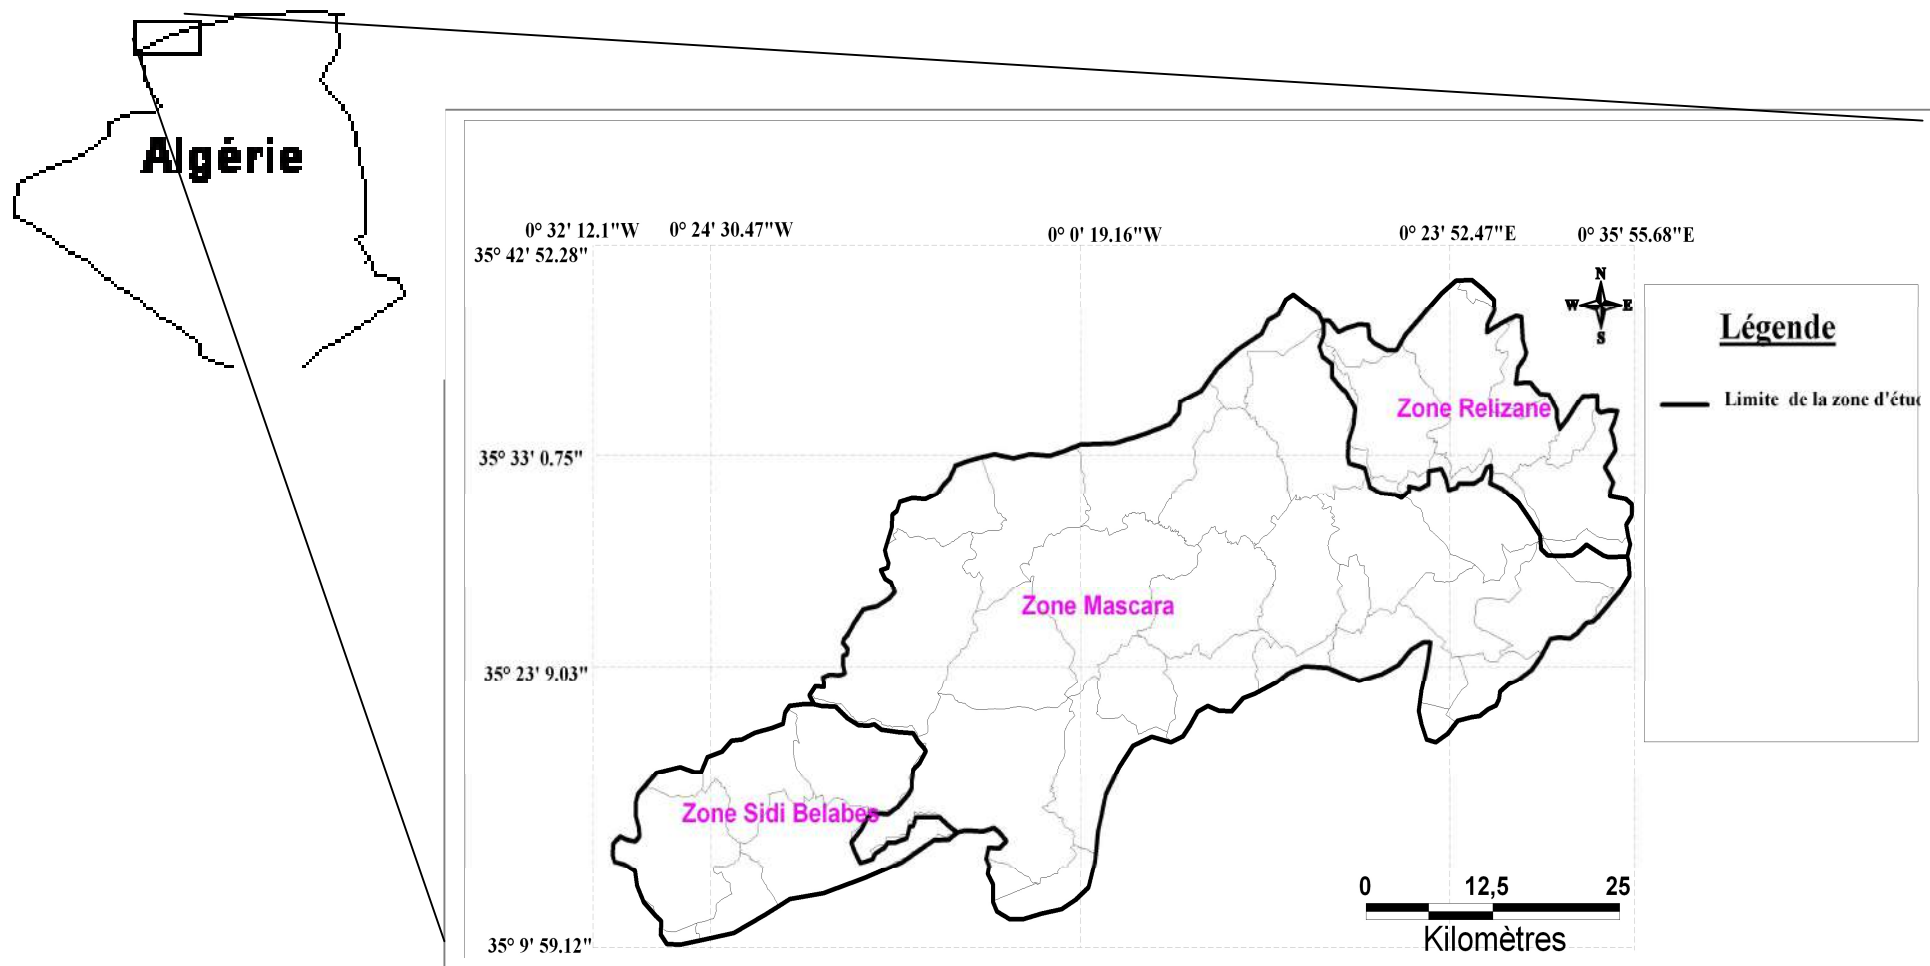 Algérie
0° 32' 12.1"W 0° 24' 30.47"W 0° 0' 19.16"W 0° 23' 52.47"E 0° 35' 55.68"E
35° 42' 52.28"
N
W E
S
Légende
Limite de la zone d'étu
Zone Relizane
35° 33' 0.75"
Zone Mascara
35° 23' 9.03"
Zone Sidi Belabes
0 12,5 25
Kilomètres
35° 9' 59.12"